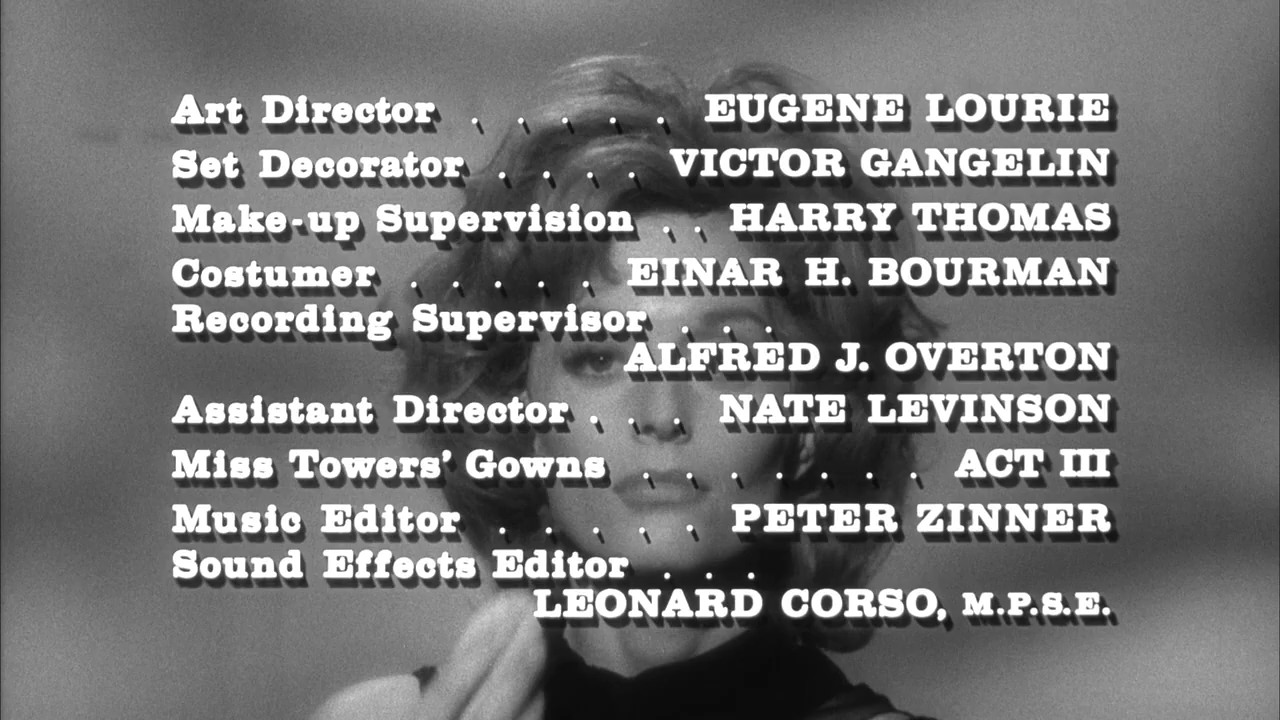 Art Director . . . . . EUGENE LOURIE
Set Decorator . . . . VICTOR GANGELIN
Make-up Supervision . . HARRY THOMAS
Costumer . . . . . EINAR H. BOURMAN
Recording Supervisor . . .
ALFRED J. OVERTON
Assistant Director . . . NATE LEVINSON
Miss Towers' Gowns . . . . . . . ACT III
Music Editor . . . . . PETER ZINNER
Sound Effects Editor . . .
LEONARD CORSO, M.P.S.E.